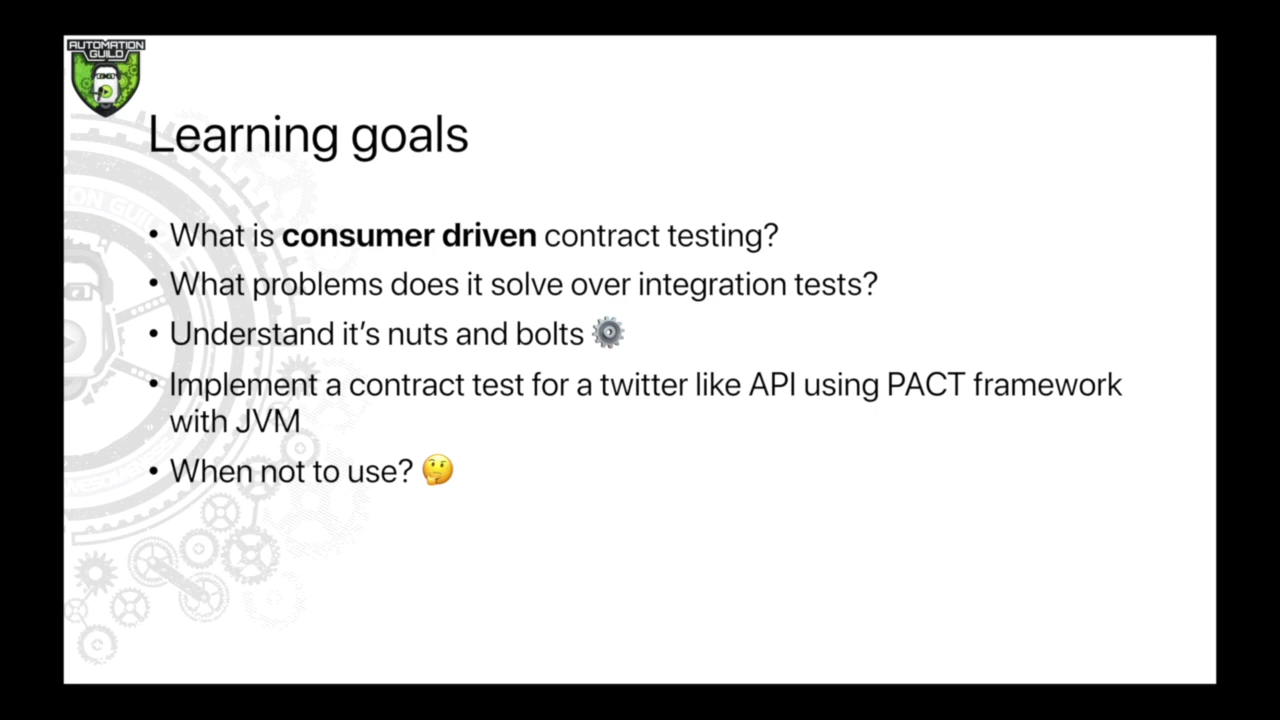 AUTOMATION
GUILD
Learning goals
• What is consumer driven contract testing?
• What problems does it solve over integration tests?
• Understand it’s nuts and bolts ⚙️
• Implement a contract test for a twitter like API using PACT framework
with JVM
• When not to use? 🤔